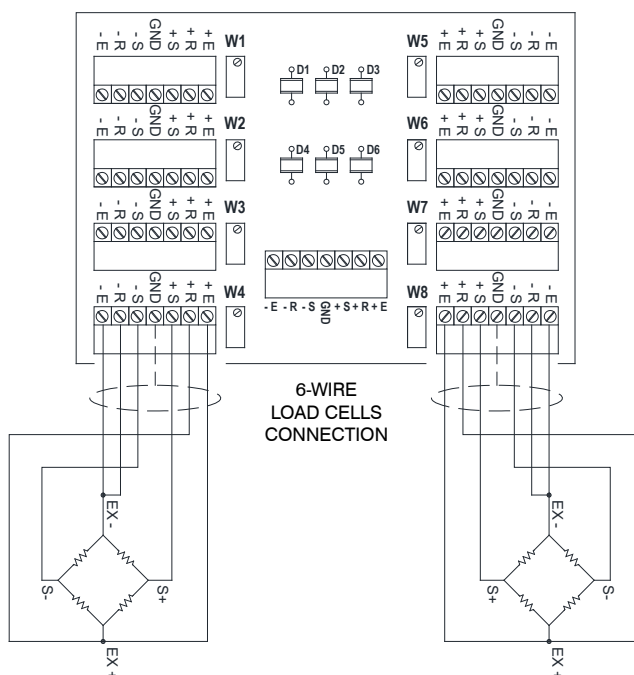 - E - R - S GND + S + R + E
W1
D1 D2 D3
W5
+ E + R + S GND - S - R - E
- E - R - S GND + S + R + E
W2
D4 D5 D6
W6
+ E + R + S GND - S - R - E
- E - R - S GND + S + R + E
W3
W7
+ E + R + S GND - S - R - E
- E - R - S GND + S + R + E
W4
- E - R - S GND + S + R + E
W8
+ E + R + S GND - S - R - E
6-WIRE
LOAD CELLS
CONNECTION
EX -
S-
S+
EX +
EX -
S+
S-
EX +